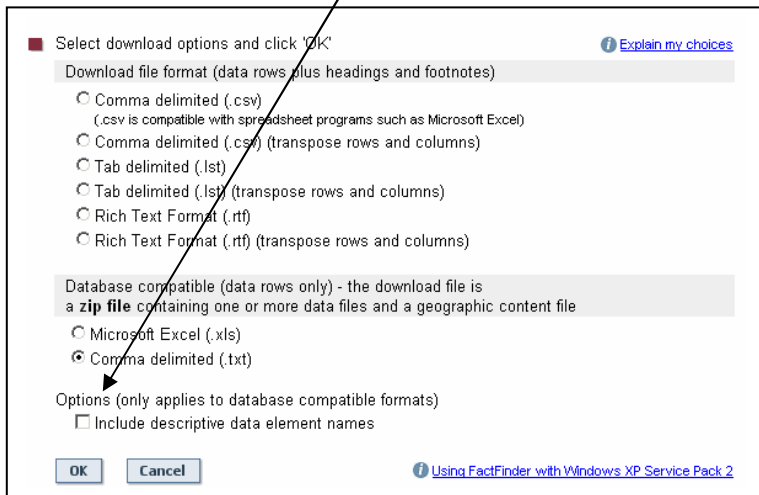 Select download options and click 'OK'
Explain my choices
Download file format (data rows plus headings and footnotes)
Comma delimited (.csv)
(.csv is compatible with spreadsheet programs such as Microsoft Excel)
Comma delimited (.csv) (transpose rows and columns)
Tab delimited (.lst)
Tab delimited (.lst) (transpose rows and columns)
Rich Text Format (.rtf)
Rich Text Format (.rtf) (transpose rows and columns)
Database compatible (data rows only) - the download file is
a zip file containing one or more data files and a geographic content file
Microsoft Excel (.xls)
Comma delimited (.txt)
Options (only applies to database compatible formats)
Include descriptive data element names
OK
Cancel
Using FactFinder with Windows XP Service Pack 2